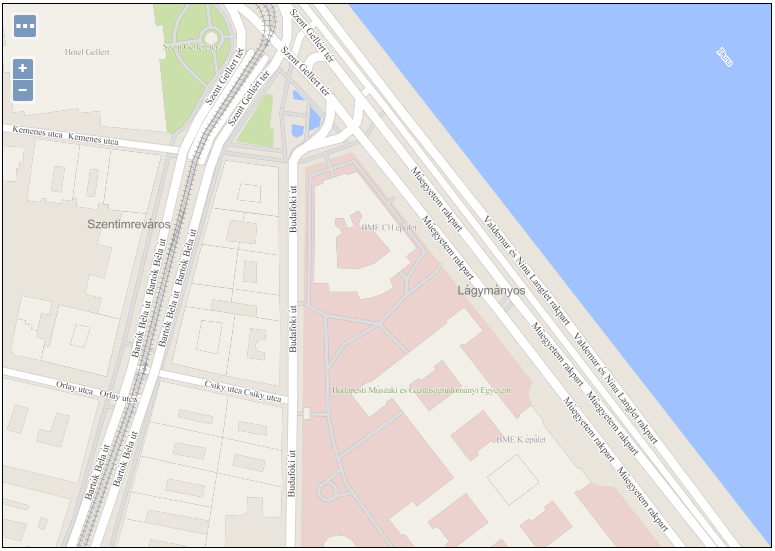 Hotel Gellért
Szent Gellért tér
Szent Gellért tér
Szent Gellért tér
Szent Gellért tér
Szent Gellért tér
Duna
Kemenes utca Kemenes utca
Szentimreváros
Bartók Béla út
Bartók Béla út
Bartók Béla út
Bartók Béla út
Budafoki út
BME CH épület
Műegyetem rakpart
Műegyetem rakpart
Valdemar és Nina Langlet rakpart
Lágymányos
Budafoki út
Orlay utca Orlay utca
Csíky utca Csíky utca
Budapesti Műszaki és Gazdaságtudományi Egyetem
Műegyetem rakpart
Valdemar és Nina Langlet rakpart
Műegyetem rakpart
Műegyetem rakpart
BME K épület
Bartók Béla út
Bartók Béla út
Budafoki út
Műegyetem rakpart